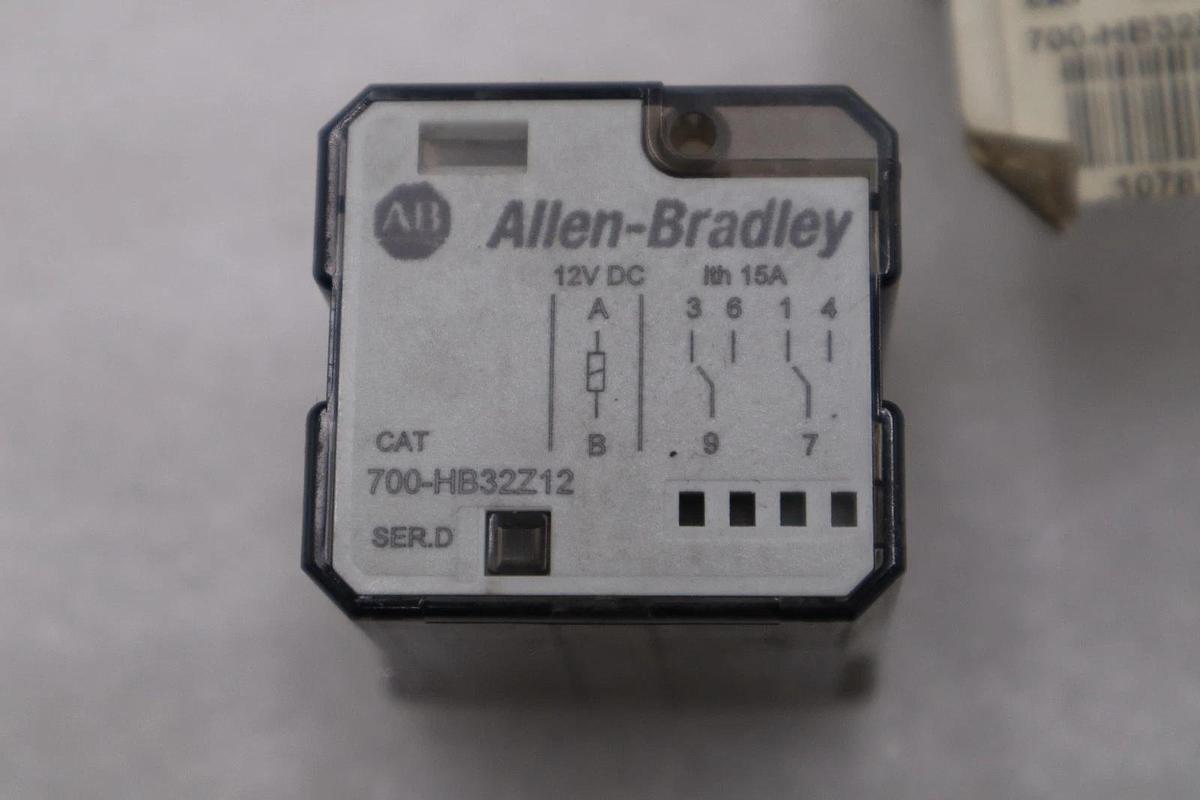 AB Allen-Bradley
12V DC Ith 15A
A 3 6 1 4
B 9 7
CAT
700-HB32Z12
SER.D
700-HB32